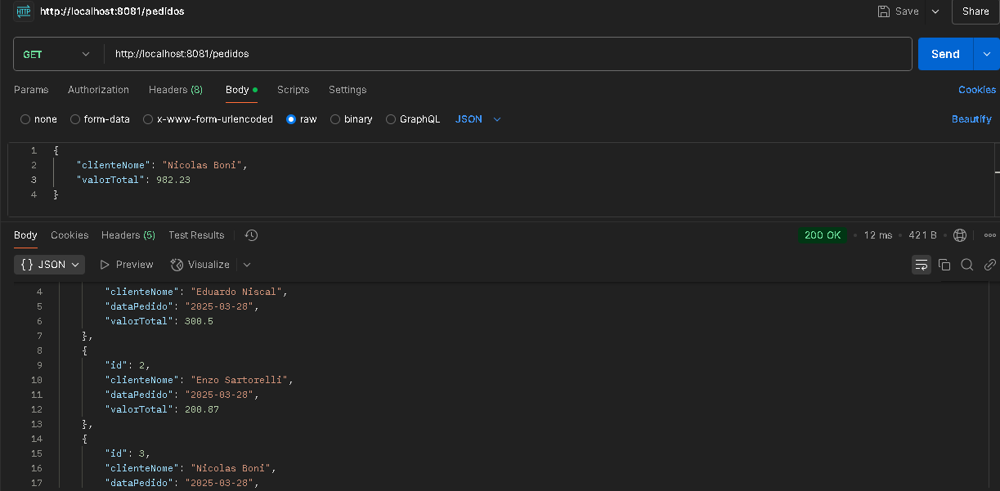 HTTP http://localhost:8081/pedidos Save Share
GET http://localhost:8081/pedidos Send
Params Authorization Headers (8) Body Scripts Settings Cookies
none form-data x-www-form-urlencoded raw binary GraphQL JSON Beautify
1 {
2 "clienteNome": "Nicolas Boni",
3 "valorTotal": 982.23
4 }
Body Cookies Headers (5) Test Results 200 OK 12 ms 421 B
{} JSON Preview Visualize
4 "clienteNome": "Eduardo Niscal",
5 "dataPedido": "2025-03-28",
6 "valorTotal": 300.5
7 },
8 {
9 "id": 2,
10 "clienteNome": "Enzo Sartorelli",
11 "dataPedido": "2025-03-28",
12 "valorTotal": 200.87
13 },
14 {
15 "id": 3,
16 "clienteNome": "Nicolas Boni",
17 "dataPedido": "2025-03-28",